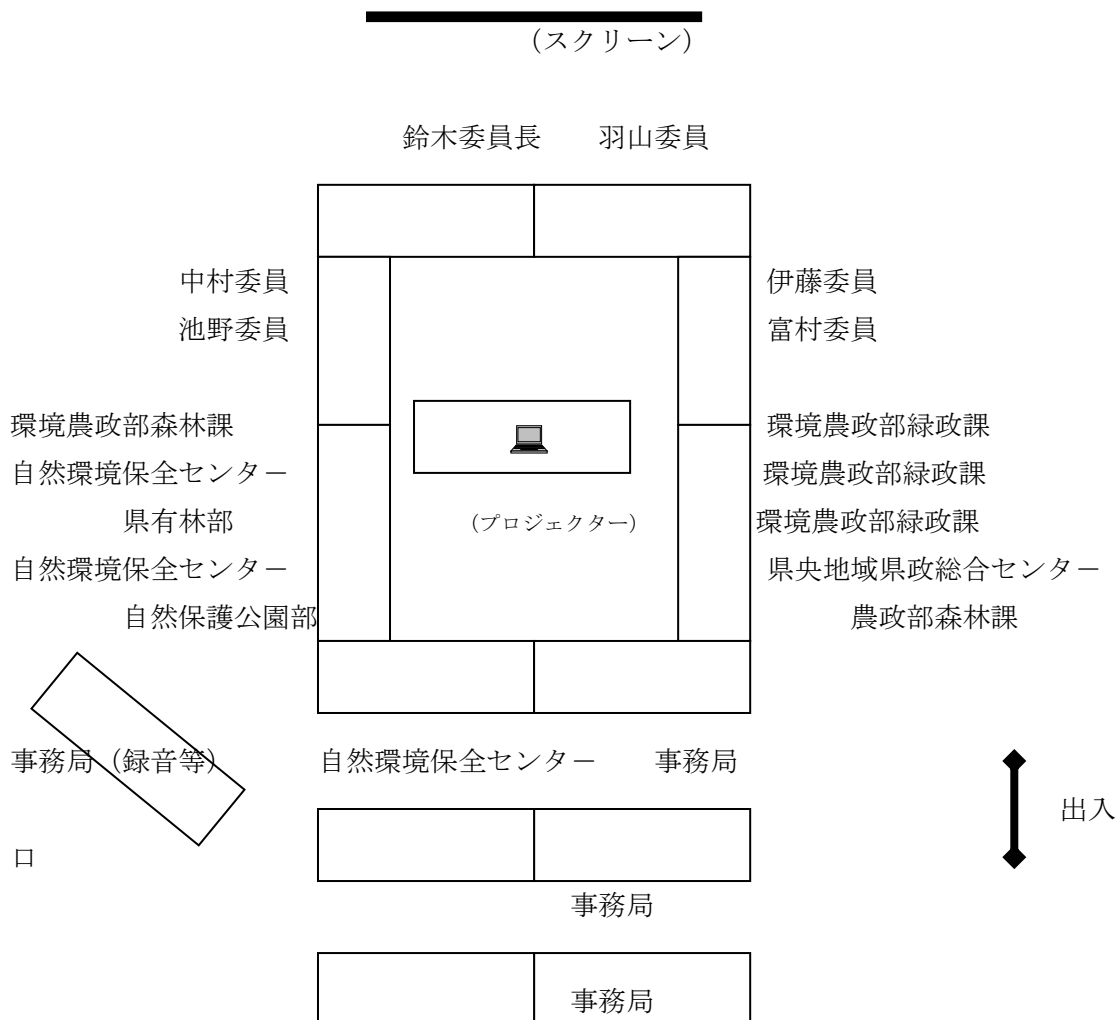 (スクリーン)
鈴木委員長 羽山委員
中村委員 伊藤委員
池野委員 富村委員
環境農政部森林課 環境農政部緑政課
自然環境保全センター 環境農政部緑政課
県有林部 (プロジェクター) 環境農政部緑政課
自然環境保全センター 県央地域県政総合センター
自然保護公園部 農政部森林課
事務局(録音等) 自然環境保全センター 事務局
出入
口
事務局
事務局